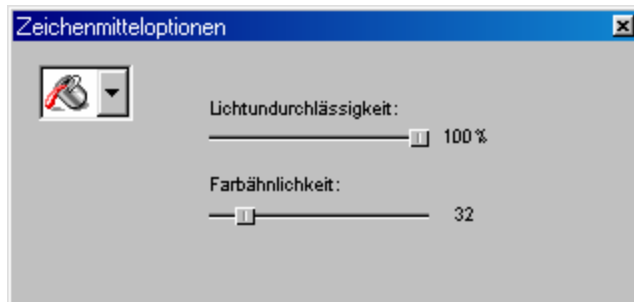 Zeichenmitteloptionen
Lichtundurchlässigkeit:
100%
Farbähnlichkeit:
32